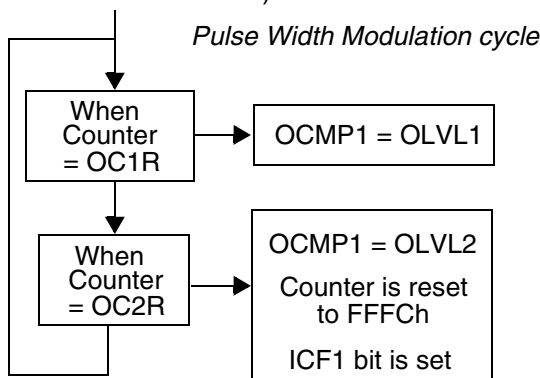 Pulse Width Modulation cycle
When
Counter
= OC1R
OCMP1 = OLVL1
When
Counter
= OC2R
OCMP1 = OLVL2
Counter is reset
to FFFCh
ICF1 bit is set